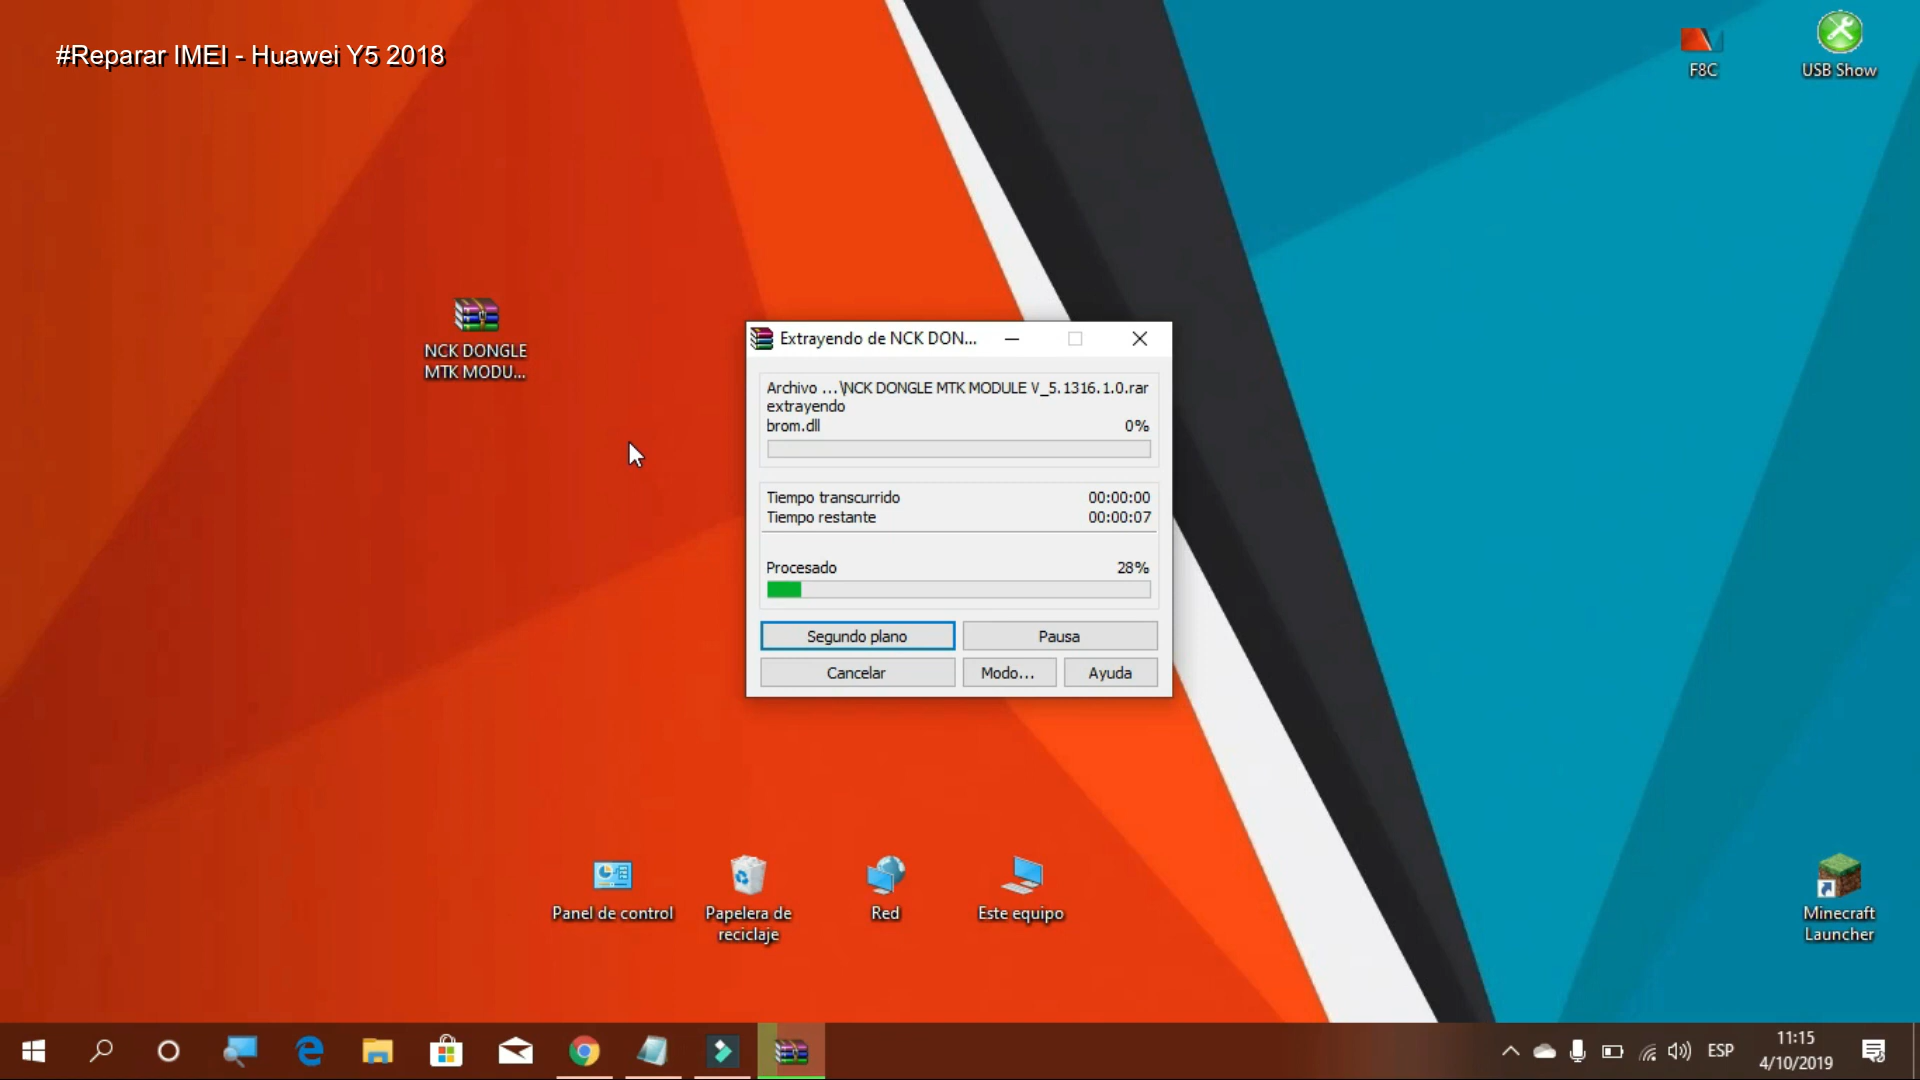 #Reparar IMEI - Huawei Y5 2018
F8C
USB Show
NCK DONGLE
MTK MODU...
Extrayendo de NCK DON...
Archivo ...\NCK DONGLE MTK MODULE V_5.1316.1.0.rar
extrayendo
brom.dll 0%
Tiempo transcurrido 00:00:00
Tiempo restante 00:00:07
Procesado 28%
Segundo plano Pausa
Cancelar Modo... Ayuda
Panel de control
Papelera de
reciclaje
Red
Este equipo
Minecraft
Launcher
ESP
11:15
4/10/2019